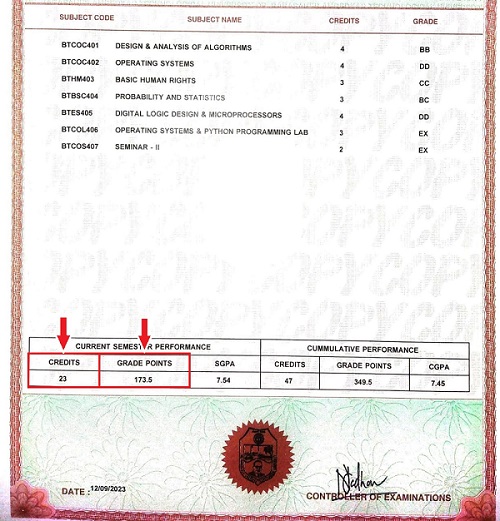 SUBJECT CODE SUBJECT NAME CREDITS GRADE
BTCOC401 DESIGN & ANALYSIS OF ALGORITHMS 4 BB
BTCOC402 OPERATING SYSTEMS 4 DD
BTHM403 BASIC HUMAN RIGHTS 3 CC
BTBSC404 PROBABILITY AND STATISTICS 3 BC
BTES405 DIGITAL LOGIC DESIGN & MICROPROCESSORS 4 DD
BTCOL406 OPERATING SYSTEMS & PYTHON PROGRAMMING LAB 3 EX
BTCOS407 SEMINAR - II 2 EX
CURRENT SEMESTER PERFORMANCE CUMMULATIVE PERFORMANCE
CREDITS GRADE POINTS SGPA CREDITS GRADE POINTS CGPA
23 173.5 7.54 47 349.5 7.45
DATE : 12/09/2023
CONTROLLER OF EXAMINATIONS